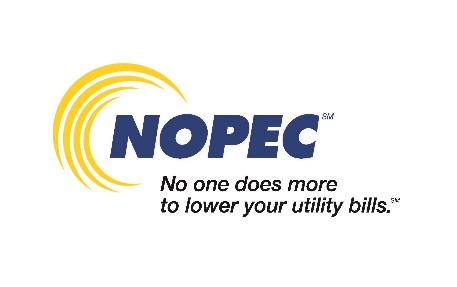 NOPEC℠
No one does more
to lower your utility bills.℠